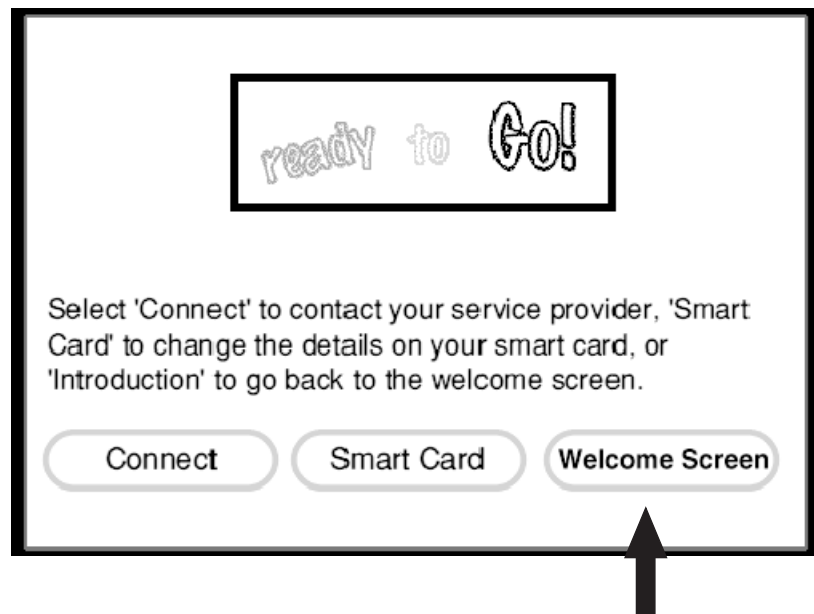 ready to Go!
Select 'Connect' to contact your service provider, 'Smart
Card' to change the details on your smart card, or
'Introduction' to go back to the welcome screen.
Connect Smart Card Welcome Screen